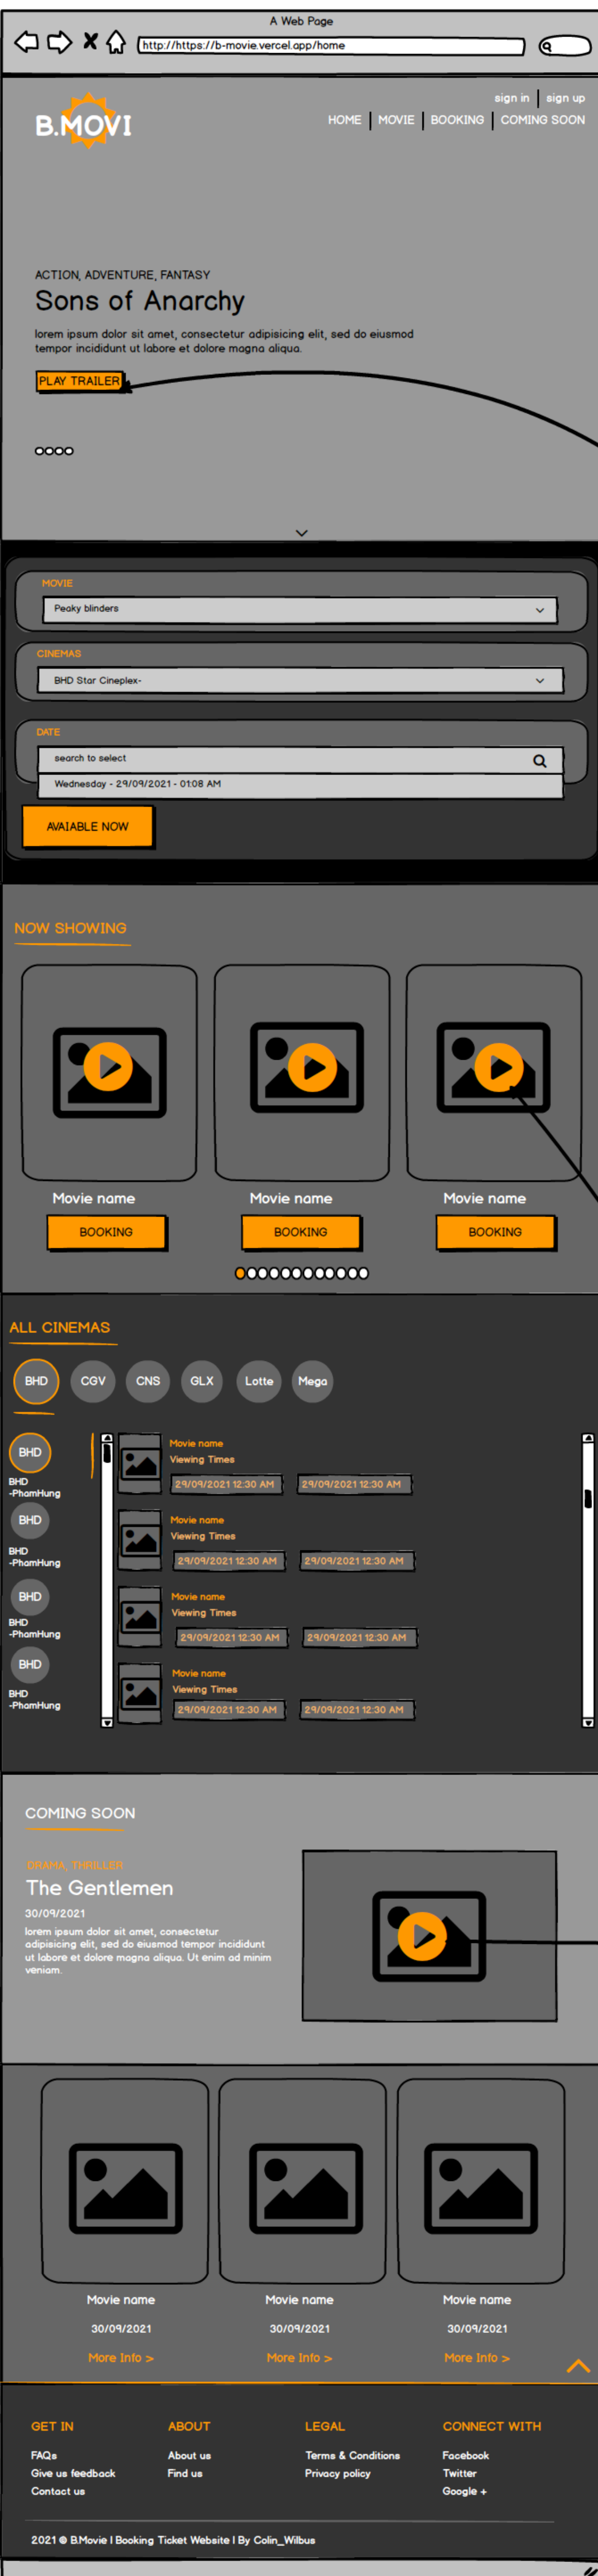 A Web Page
http://https://b-movie.vercel.app/home
sign in | sign up
B.MOVI
HOME | MOVIE | BOOKING | COMING SOON
ACTION, ADVENTURE, FANTASY
Sons of Anarchy
lorem ipsum dolor sit amet, consectetur adipisicing elit, sed do eiusmod
tempor incididunt ut labore et dolore magna aliqua.
PLAY TRAILER
MOVIE
Peaky blinders
CINEMAS
BHD Star Cineplex-
DATE
search to select
Wednesday - 29/09/2021 - 01:08 AM
AVAIABLE NOW
NOW SHOWING
Movie name Movie name Movie name
BOOKING BOOKING BOOKING
ALL CINEMAS
BHD CGV CNS GLX Lotte Mega
BHD
BHD
-PhamHung
BHD
BHD
-PhamHung
BHD
BHD
-PhamHung
BHD
BHD
-PhamHung
Movie name
Viewing Times
29/09/2021 12:30 AM 29/09/2021 12:30 AM
Movie name
Viewing Times
29/09/2021 12:30 AM 29/09/2021 12:30 AM
Movie name
Viewing Times
29/09/2021 12:30 AM 29/09/2021 12:30 AM
Movie name
Viewing Times
29/09/2021 12:30 AM 29/09/2021 12:30 AM
COMING SOON
DRAMA, THRILLER
The Gentlemen
30/09/2021
lorem ipsum dolor sit amet, consectetur
adipisicing elit, sed do eiusmod tempor incididunt
ut labore et dolore magna aliqua. Ut enim ad minim
veniam.
Movie name Movie name Movie name
30/09/2021 30/09/2021 30/09/2021
More Info > More Info > More Info >
GET IN ABOUT LEGAL CONNECT WITH
FAQs About us Terms & Conditions Facebook
Give us feedback Find us Privacy policy Twitter
Contact us Google +
2021 © B.Movie | Booking Ticket Website | By Colin_Wilbus